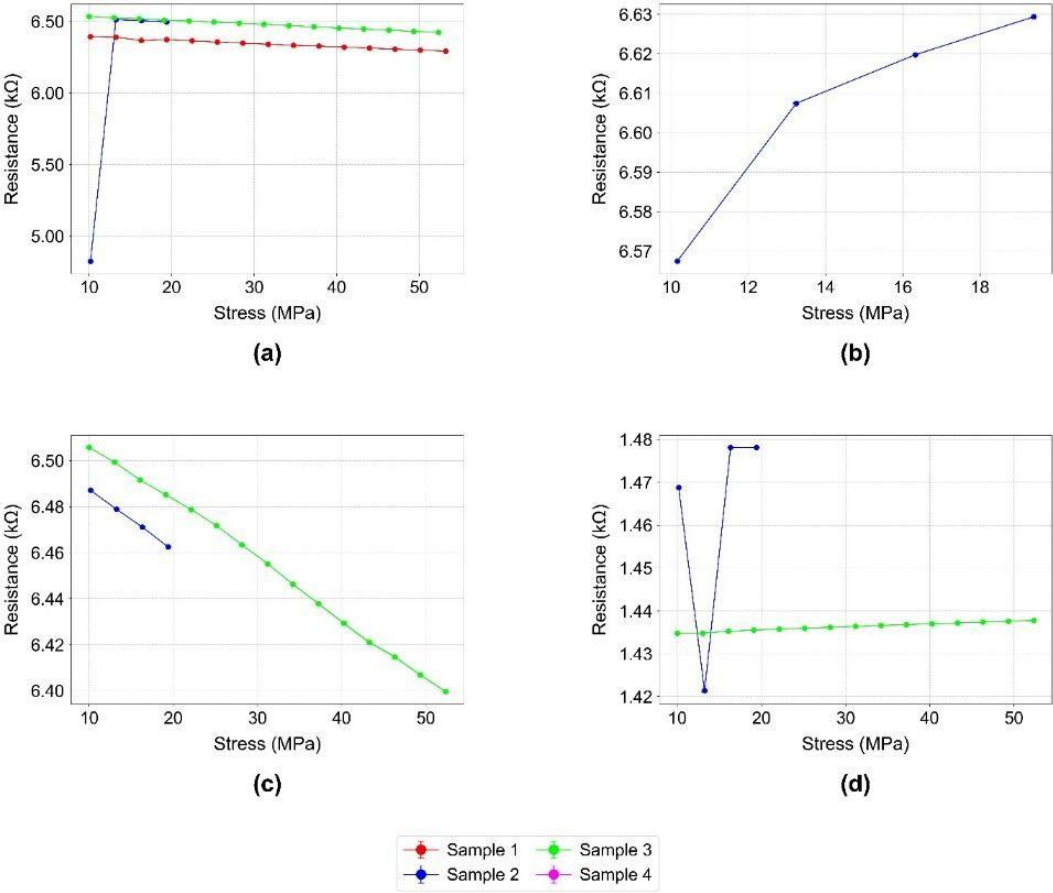 6.50
6.00
5.50
5.00
Resistance (kΩ)
10 20 30 40 50
Stress (MPa)
(a)
6.63
6.62
6.61
6.60
6.59
6.58
6.57
Resistance (kΩ)
10 12 14 16 18
Stress (MPa)
(b)
6.50
6.48
6.46
6.44
6.42
6.40
Resistance (kΩ)
10 20 30 40 50
Stress (MPa)
(c)
1.48
1.47
1.46
1.45
1.44
1.43
1.42
Resistance (kΩ)
10 20 30 40 50
Stress (MPa)
(d)
Sample 1 Sample 3
Sample 2 Sample 4